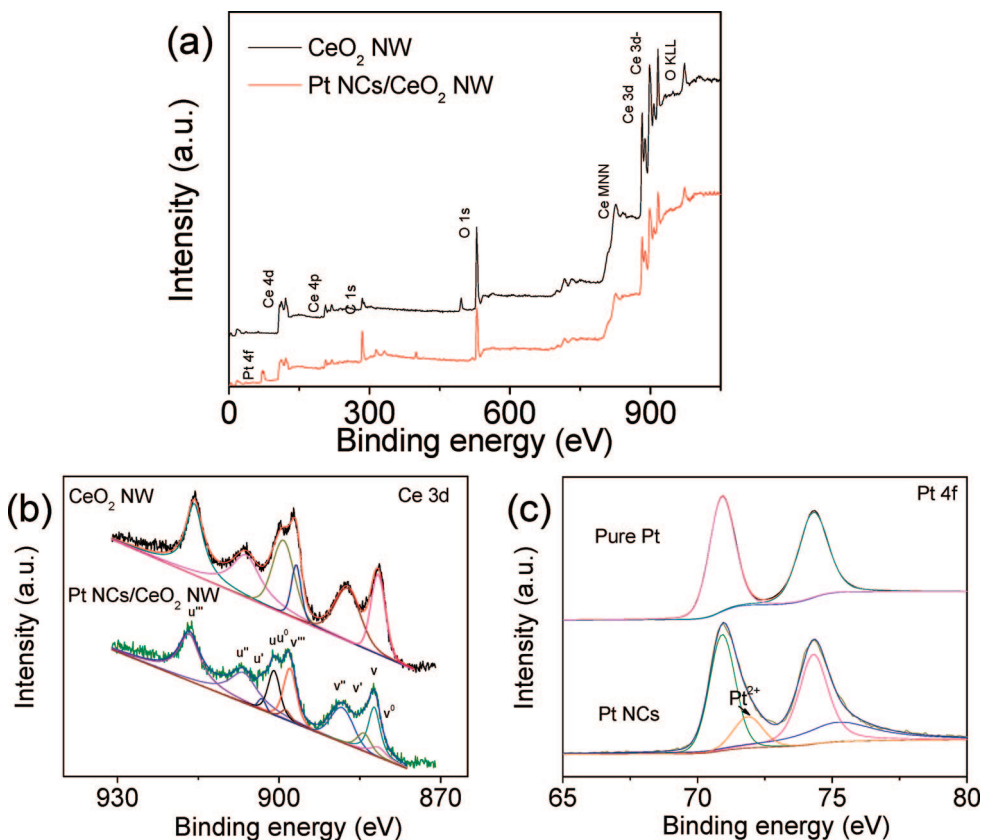 (a)
CeO₂ NW
Pt NCs/CeO₂ NW
Intensity (a.u.)
Pt 4f
Ce 4d
Ce 4p
C 1s
O 1s
Ce MNN
Ce 3d
Ce 3d-
O KLL
0 300 600 900
Binding energy (eV)
(b)
CeO₂ NW
Ce 3d
Pt NCs/CeO₂ NW
u''' u'' u' u u⁰ v''' v'' v' v v⁰
Intensity (a.u.)
930 900 870
Binding energy (eV)
(c)
Pt 4f
Pure Pt
Pt²⁺
Pt NCs
Intensity (a.u.)
65 70 75 80
Binding energy (eV)